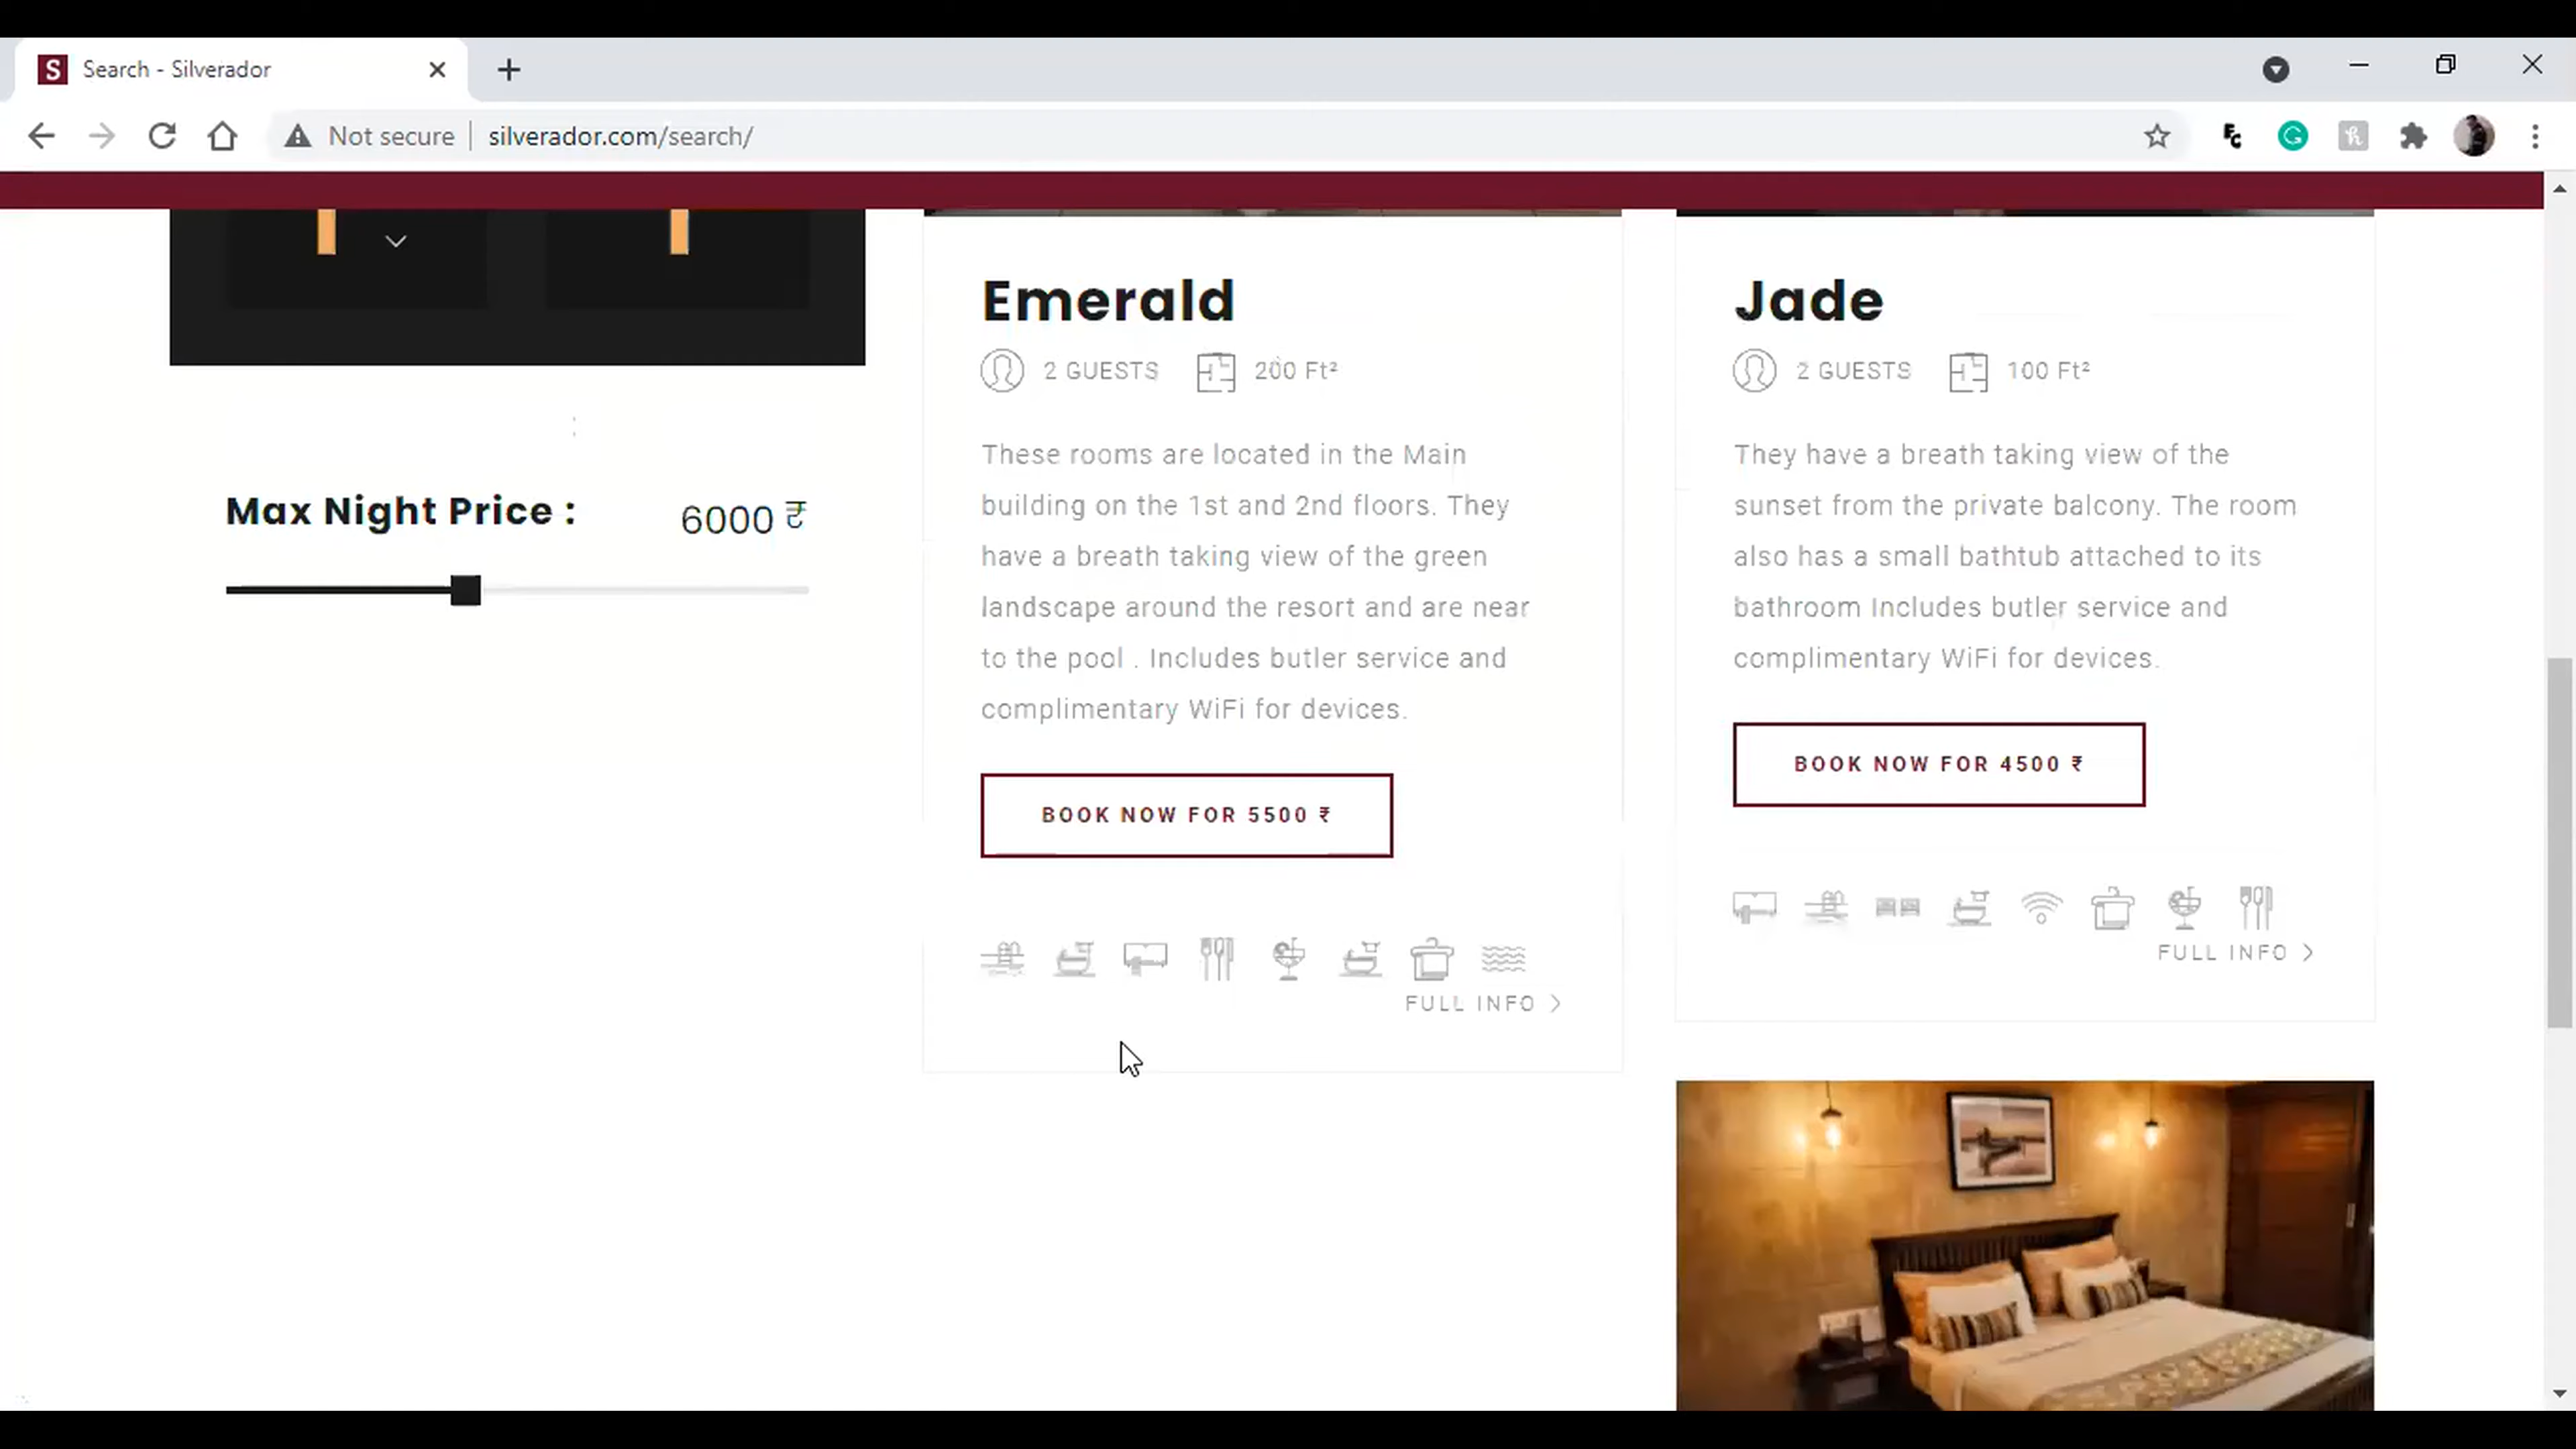 Search - Silverador
Not secure silverador.com/search/
Max Night Price : 6000 ₹
Emerald
2 GUESTS 200 Ft²
These rooms are located in the Main
building on the 1st and 2nd floors. They
have a breath taking view of the green
landscape around the resort and are near
to the pool . Includes butler service and
complimentary WiFi for devices.
BOOK NOW FOR 5500 ₹
FULL INFO >
Jade
2 GUESTS 100 Ft²
They have a breath taking view of the
sunset from the private balcony. The room
also has a small bathtub attached to its
bathroom Includes butler service and
complimentary WiFi for devices.
BOOK NOW FOR 4500 ₹
FULL INFO >